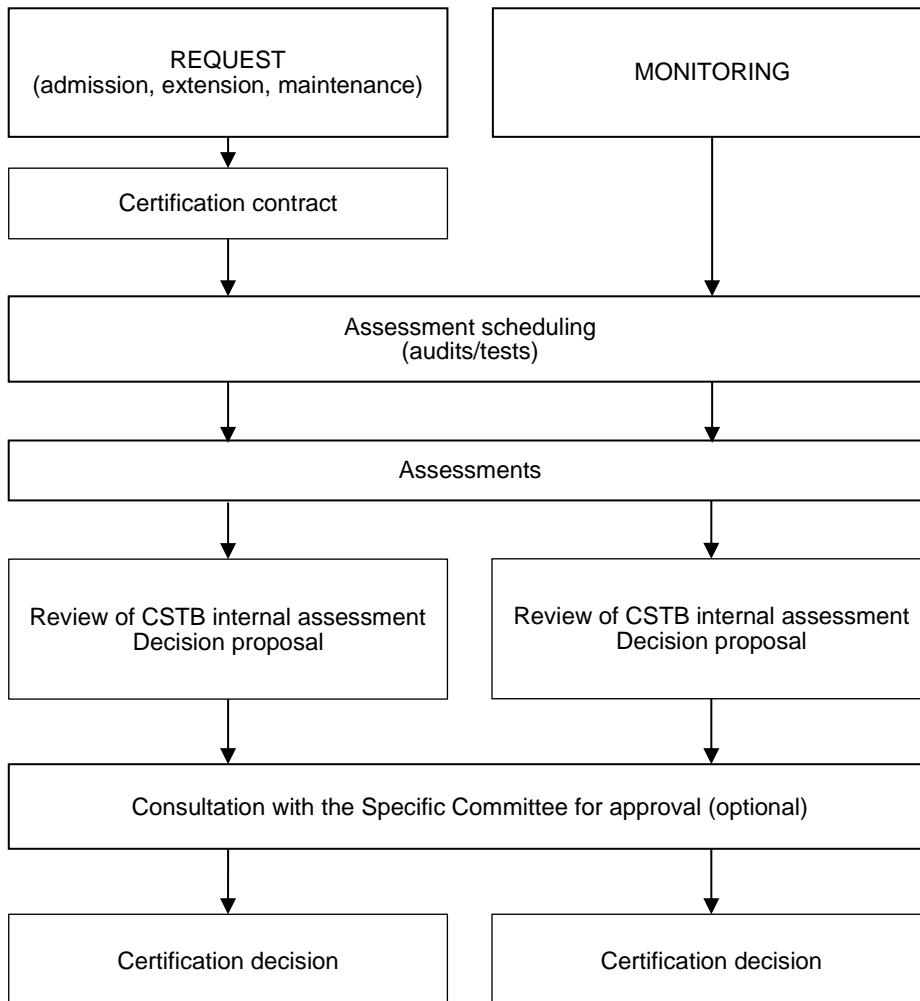 REQUEST
(admission, extension, maintenance)
MONITORING
Certification contract
Assessment scheduling
(audits/tests)
Assessments
Review of CSTB internal assessment
Decision proposal
Review of CSTB internal assessment
Decision proposal
Consultation with the Specific Committee for approval (optional)
Certification decision
Certification decision